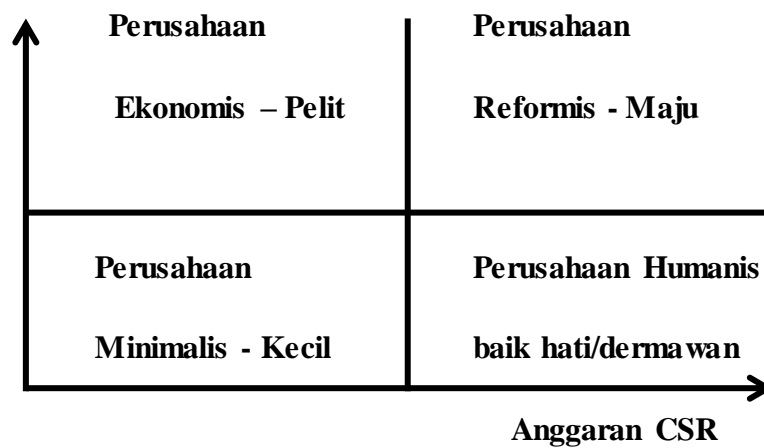 Perusahaan
Ekonomis – Pelit
Perusahaan
Reformis - Maju
Perusahaan
Minimalis - Kecil
Perusahaan Humanis
baik hati/dermawan
Anggaran CSR